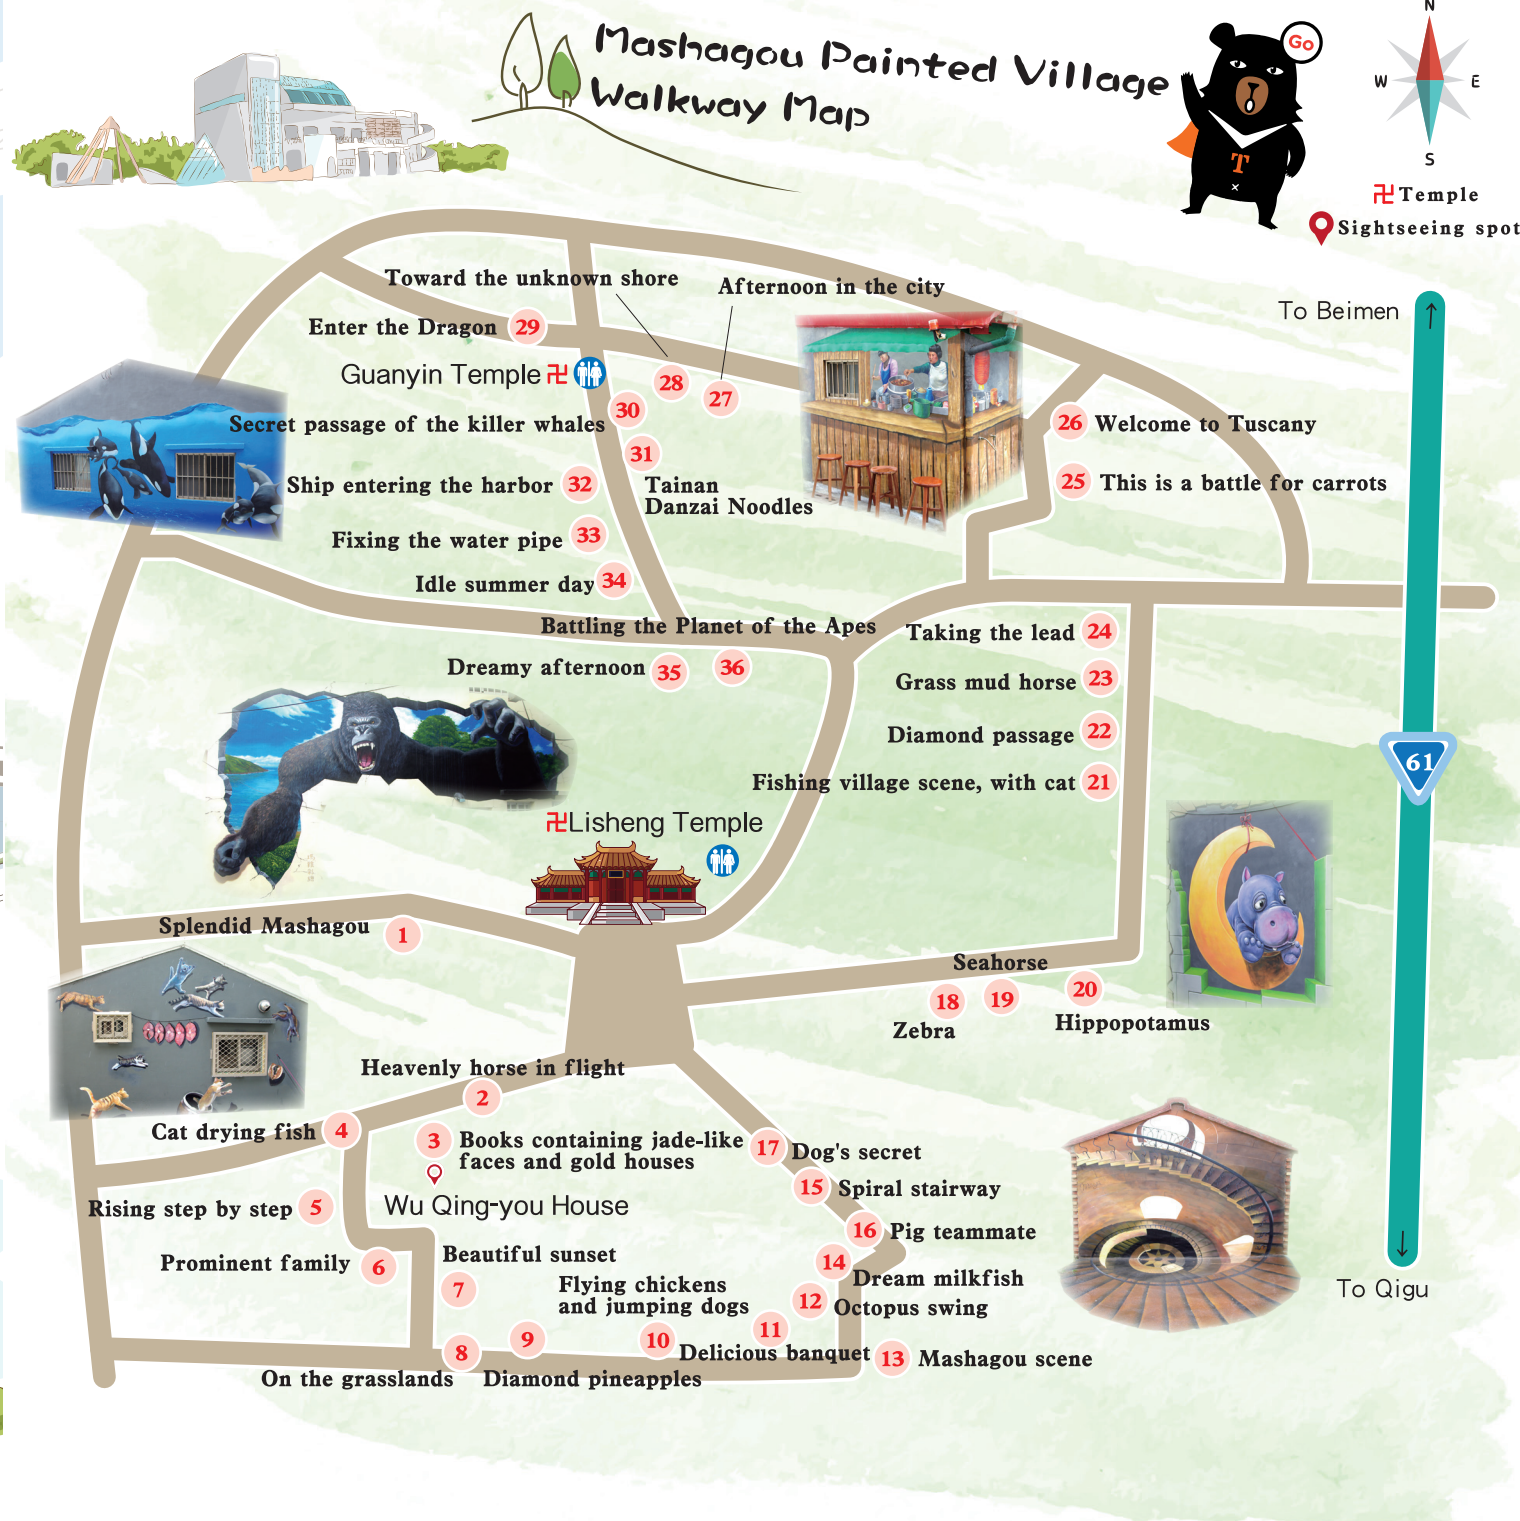 Mashagou Painted Village
Walkway Map
Go
T
N
W
E
S
卍 Temple
Sightseeing spot
To Beimen
61
To Qigu
Toward the unknown shore
Afternoon in the city
Enter the Dragon
29
Guanyin Temple 卍
28
27
30
Secret passage of the killer whales
31
Tainan
Danzai Noodles
Ship entering the harbor
32
Fixing the water pipe
33
Idle summer day
34
26
Welcome to Tuscany
25
This is a battle for carrots
Battling the Planet of the Apes
Dreamy afternoon
35
36
Taking the lead
24
Grass mud horse
23
Diamond passage
22
Fishing village scene, with cat
21
卍Lisheng Temple
Splendid Mashagou
1
Seahorse
18
19
20
Zebra
Hippopotamus
Heavenly horse in flight
2
Cat drying fish
4
3
Books containing jade-like
faces and gold houses
Wu Qing-you House
17
Dog's secret
15
Spiral stairway
Rising step by step
5
16
Pig teammate
Prominent family
6
Beautiful sunset
7
14
Dream milkfish
Flying chickens
and jumping dogs
12
Octopus swing
11
8
9
10
Delicious banquet
13
Mashagou scene
On the grasslands
Diamond pineapples